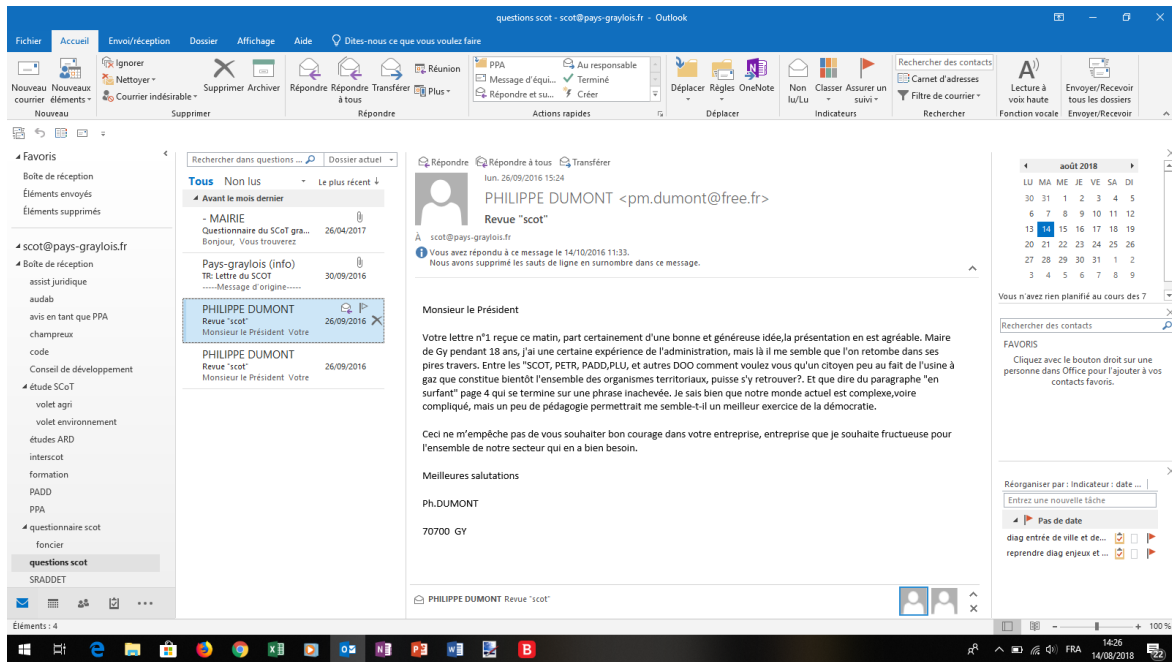 questions scot - scot@pays-graylois.fr - Outlook
Fichier Accueil Envoi/réception Dossier Affichage Aide Dites-nous ce que vous voulez faire
Nouveau courrier
Nouveaux éléments
Ignorer
Nettoyer
Courrier indésirable
Supprimer Archiver
Répondre Répondre à tous Transférer
Réunion
Plus
PPA
Message d'équi...
Répondre et su...
Au responsable
Terminé
Créer
Déplacer Règles OneNote
Non lu/Lu Classer Assurer un suivi
Rechercher des contacts
Carnet d'adresses
Filtre de courrier
Lecture à voix haute
Envoyer/Recevoir tous les dossiers
Nouveau Supprimer Répondre Actions rapides Déplacer Indicateurs Rechercher Fonction vocale Envoyer/Recevoir
Favoris
Boîte de réception
Éléments envoyés
Éléments supprimés
scot@pays-graylois.fr
Boîte de réception
assist juridique
audab
avis en tant que PPA
champreux
code
Conseil de développement
étude SCoT
volet agri
volet environnement
études ARD
interscot
formation
PADD
PPA
questionnaire scot
foncier
questions scot
SRADDET
Rechercher dans questions ... Dossier actuel
Tous Non lus Le plus récent
Avant le mois dernier
- MAIRIE
Questionnaire du SCoT gra... 26/04/2017
Bonjour, Vous trouverez
Pays-graylois (info)
TR: Lettre du SCOT 30/09/2016
-----Message d'origine-----
PHILIPPE DUMONT
Revue "scot" 26/09/2016
Monsieur le Président Votre
PHILIPPE DUMONT
Revue "scot" 26/09/2016
Monsieur le Président Votre
Répondre Répondre à tous Transférer
lun. 26/09/2016 15:24
PHILIPPE DUMONT <pm.dumont@free.fr>
Revue "scot"
À scot@pays-graylois.fr
Vous avez répondu à ce message le 14/10/2016 11:33.
Nous avons supprimé les sauts de ligne en surnombre dans ce message.
Monsieur le Président
Votre lettre n°1 reçue ce matin, part certainement d'une bonne et généreuse idée,la présentation en est agréable. Maire
de Gy pendant 18 ans, j'ai une certaine expérience de l'administration, mais là il me semble que l'on retombe dans ses
pires travers. Entre les "SCOT, PETR, PADD,PLU, et autres DOO comment voulez vous qu'un citoyen peu au fait de l'usine à
gaz que constitue bientôt l'ensemble des organismes territoriaux, puisse s'y retrouver?. Et que dire du paragraphe "en
surfant" page 4 qui se termine sur une phrase inachevée. Je sais bien que notre monde actuel est complexe,voire
compliqué, mais un peu de pédagogie permettrait me semble-t-il un meilleur exercice de la démocratie.
Ceci ne m'empêche pas de vous souhaiter bon courage dans votre entreprise, entreprise que je souhaite fructueuse pour
l'ensemble de notre secteur qui en a bien besoin.
Meilleures salutations
Ph.DUMONT
70700 GY
PHILIPPE DUMONT Revue "scot"
août 2018
LU MA ME JE VE SA DI
30 31 1 2 3 4 5
6 7 8 9 10 11 12
13 14 15 16 17 18 19
20 21 22 23 24 25 26
27 28 29 30 31 1 2
3 4 5 6 7 8 9
Vous n'avez rien planifié au cours des 7
Rechercher des contacts
FAVORIS
Cliquez avec le bouton droit sur une
personne dans Office pour l'ajouter à vos
contacts favoris.
Réorganiser par : Indicateur : date ...
Entrez une nouvelle tâche
Pas de date
diag entrée de ville et de...
reprendre diag enjeux et ...
Éléments : 4
100 %
FRA
14:26
14/08/2018
22